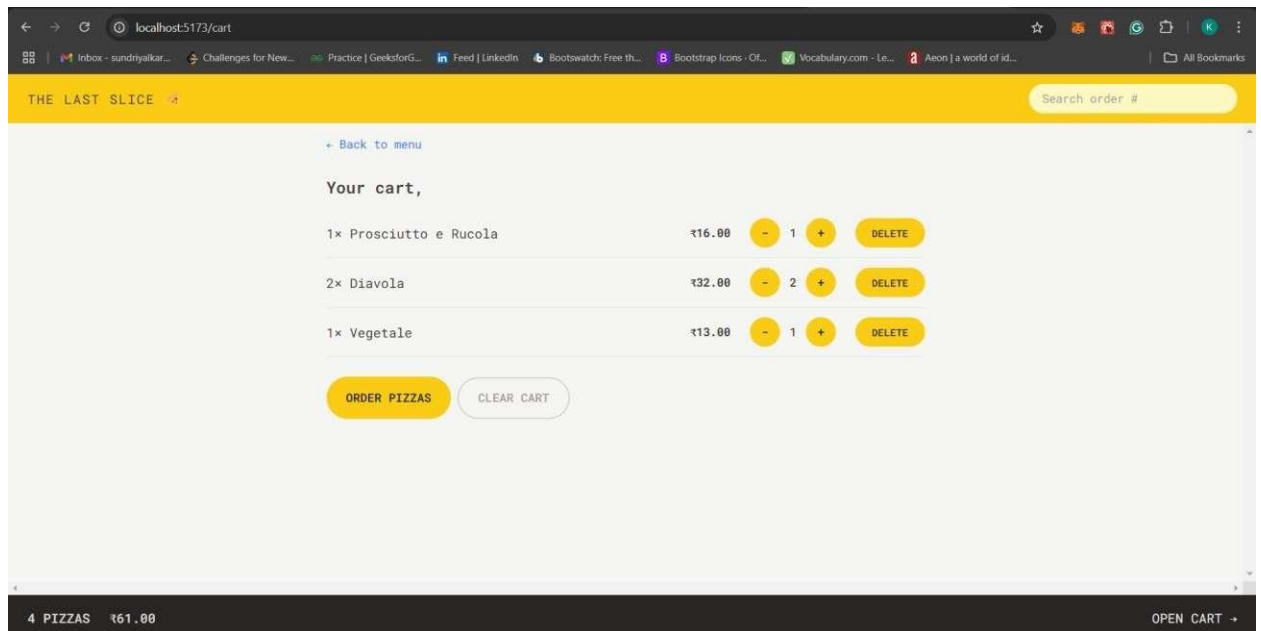 localhost:5173/cart
K
Inbox - sundriyalkar... Challenges for New... Practice | GeeksforG... Feed | LinkedIn Bootswatch: Free th... Bootstrap Icons · Of... Vocabulary.com - Le... Aeon | a world of id... All Bookmarks
THE LAST SLICE Search order #
← Back to menu
Your cart,
1× Prosciutto e Rucola ₹16.00 - 1 + DELETE
2× Diavola ₹32.00 - 2 + DELETE
1× Vegetale ₹13.00 - 1 + DELETE
ORDER PIZZAS CLEAR CART
4 PIZZAS ₹61.00 OPEN CART →